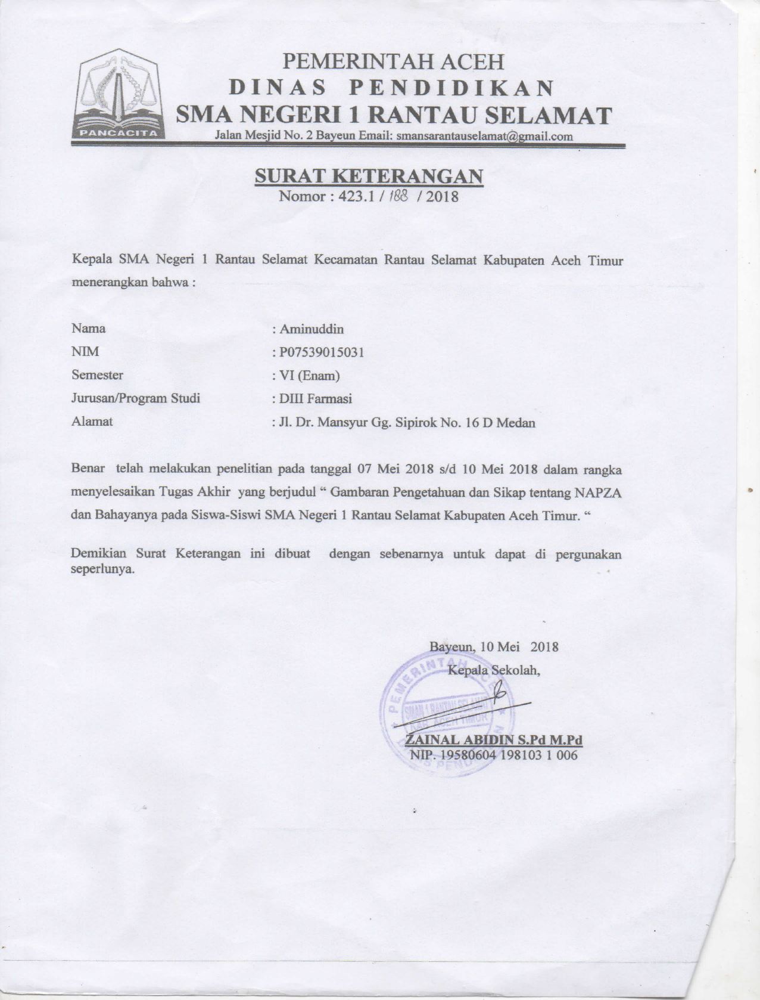 PEMERINTAH ACEH
DINAS PENDIDIKAN
SMA NEGERI 1 RANTAU SELAMAT
PANCACITA
Jalan Mesjid No. 2 Bayeun Email: smansarantauselamat@gmail.com
SURAT KETERANGAN
Nomor : 423.1 / 188 / 2018
Kepala SMA Negeri 1 Rantau Selamat Kecamatan Rantau Selamat Kabupaten Aceh Timur
menerangkan bahwa :
Nama : Aminuddin
NIM : P07539015031
Semester : VI (Enam)
Jurusan/Program Studi : DIII Farmasi
Alamat : Jl. Dr. Mansyur Gg. Sipirok No. 16 D Medan
Benar telah melakukan penelitian pada tanggal 07 Mei 2018 s/d 10 Mei 2018 dalam rangka
menyelesaikan Tugas Akhir yang berjudul “ Gambaran Pengetahuan dan Sikap tentang NAPZA
dan Bahayanya pada Siswa-Siswi SMA Negeri 1 Rantau Selamat Kabupaten Aceh Timur. “
Demikian Surat Keterangan ini dibuat dengan sebenarnya untuk dapat di pergunakan
seperlunya.
Bayeun, 10 Mei 2018
Kepala Sekolah,
PEMERINTAH ACEH
SMAN 1 RANTAU SELAMAT
KAB. ACEH TIMUR
DINAS PENDIDIKAN
ZAINAL ABIDIN S.Pd M.Pd
NIP. 19580604 198103 1 006